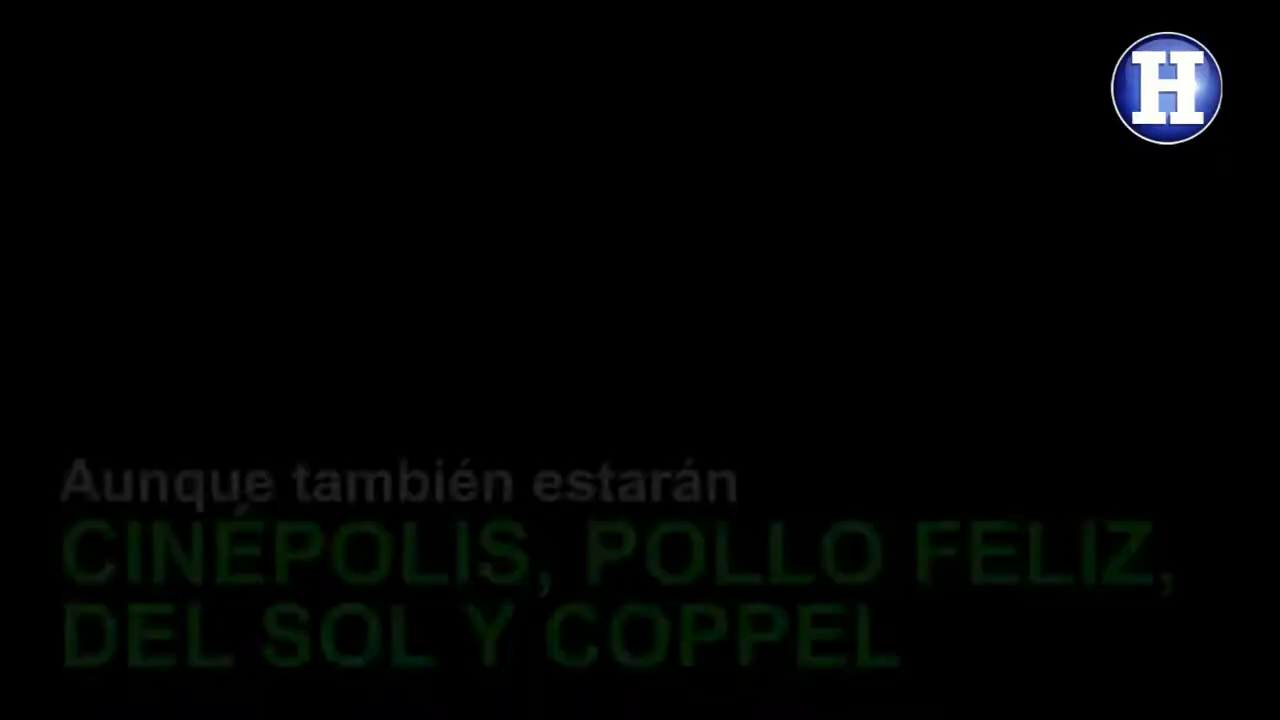 H
Aunque también estarán
CINÉPOLIS, POLLO FELIZ,
DEL SOL Y COPPEL